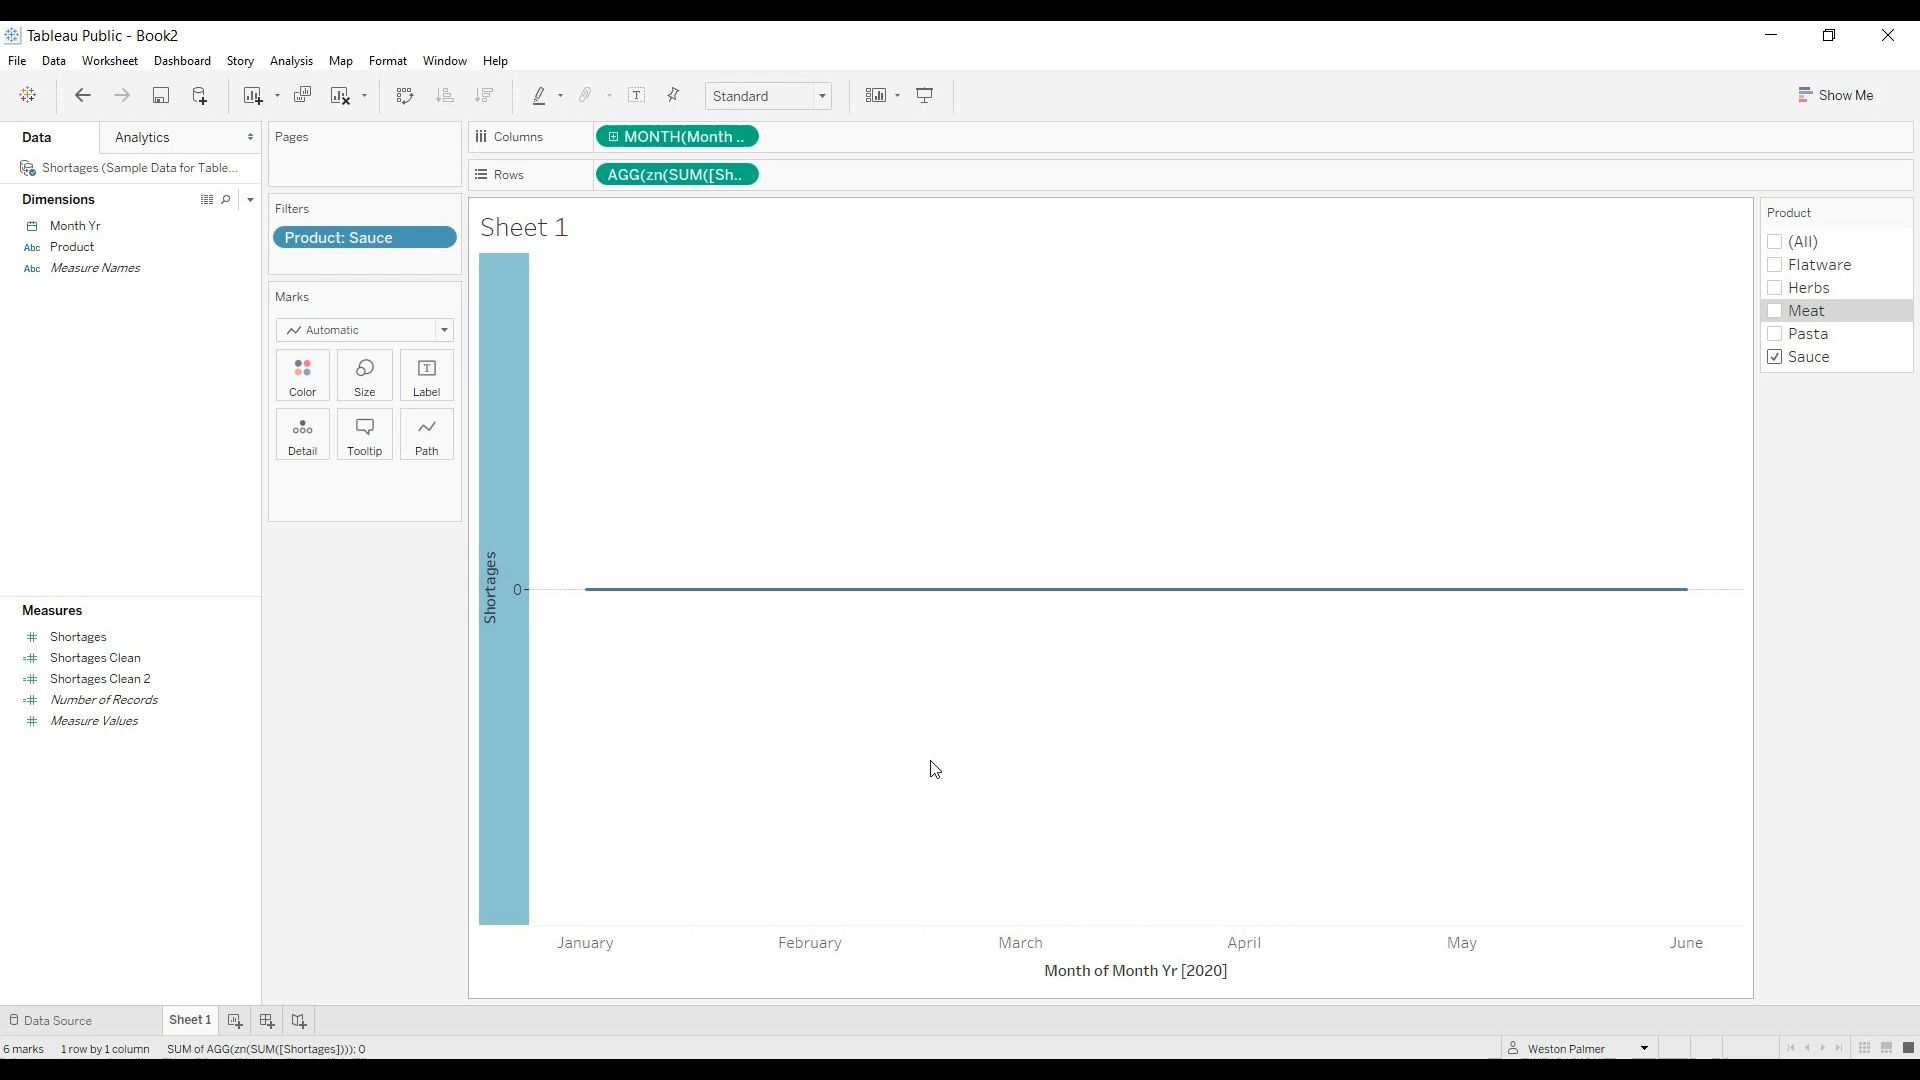 Tableau Public - Book2
File Data Worksheet Dashboard Story Analysis Map Format Window Help
Standard
Show Me
Data
Analytics
Shortages (Sample Data for Table...
Dimensions
Month Yr
Abc Product
Abc Measure Names
Measures
Shortages
Shortages Clean
Shortages Clean 2
Number of Records
Measure Values
Pages
Filters
Product: Sauce
Marks
Automatic
Color Size Label
T
Detail Tooltip Path
Columns MONTH(Month ..
Rows AGG(zn(SUM([Sh..
Sheet 1
Shortages
0
January February March April May June
Month of Month Yr [2020]
Product
(All)
Flatware
Herbs
Meat
Pasta
Sauce
Data Source Sheet 1
6 marks 1 row by 1 column SUM of AGG(zn(SUM([Shortages]))): 0
Weston Palmer